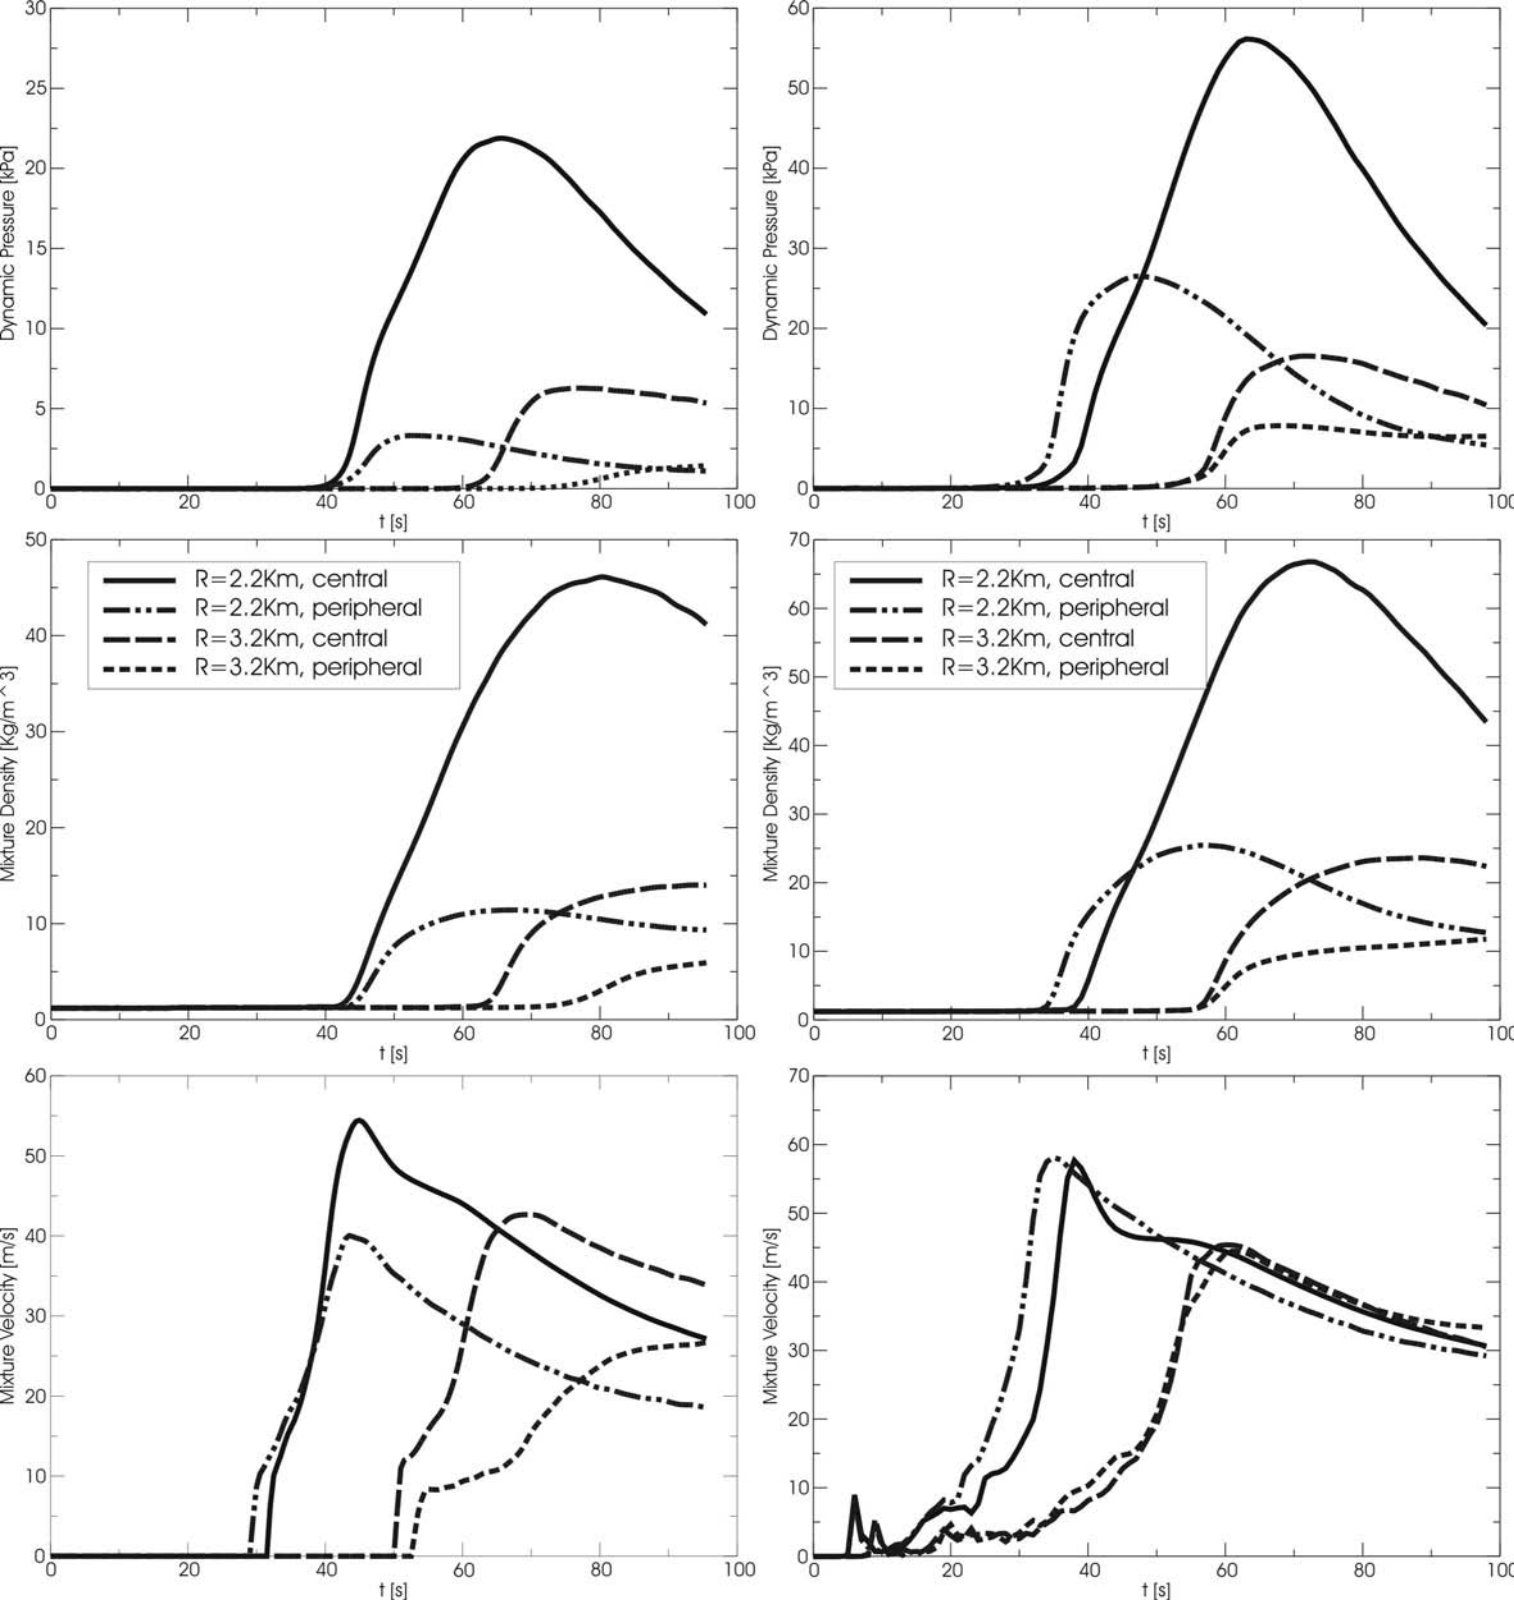 30
25
20
15
10
5
0
Dynamic Pressure [kPa]
0 20 40 60 80 100
t [s]
60
50
40
30
20
10
0
Dynamic Pressure [kPa]
0 20 40 60 80 100
t [s]
50
40
30
20
10
0
Mixture Density [Kg/m^3]
R=2.2Km, central
R=2.2Km, peripheral
R=3.2Km, central
R=3.2Km, peripheral
0 20 40 60 80 100
t [s]
70
60
50
40
30
20
10
0
Mixture Density [Kg/m^3]
R=2.2Km, central
R=2.2Km, peripheral
R=3.2Km, central
R=3.2Km, peripheral
0 20 40 60 80 100
t [s]
60
50
40
30
20
10
0
Mixture Velocity [m/s]
0 20 40 60 80 100
t [s]
70
60
50
40
30
20
10
0
Mixture Velocity [m/s]
0 20 40 60 80 100
t [s]